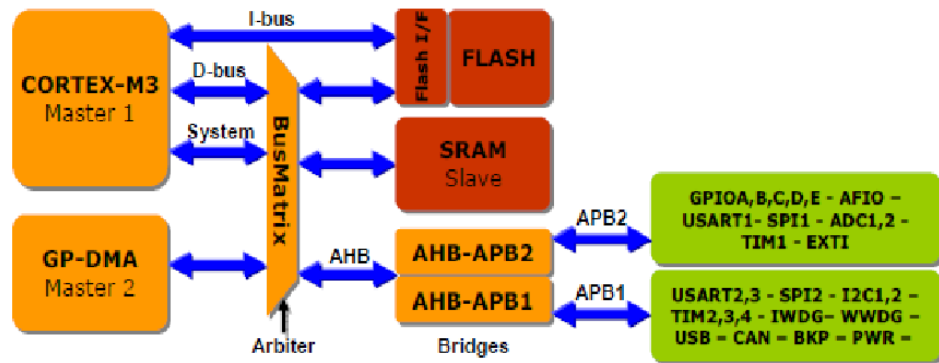 I-bus
CORTEX-M3
Master 1
D-bus
System
Flash I/F
FLASH
BusMatrix
SRAM
Slave
GP-DMA
Master 2
AHB
AHB-APB2
AHB-APB1
APB2
GPIOA,B,C,D,E - AFIO –
USART1- SPI1 - ADC1,2 -
TIM1 - EXTI
APB1
USART2,3 - SPI2 - I2C1,2 -
TIM2,3,4 - IWDG– WWDG –
USB – CAN – BKP – PWR –
Arbiter
Bridges